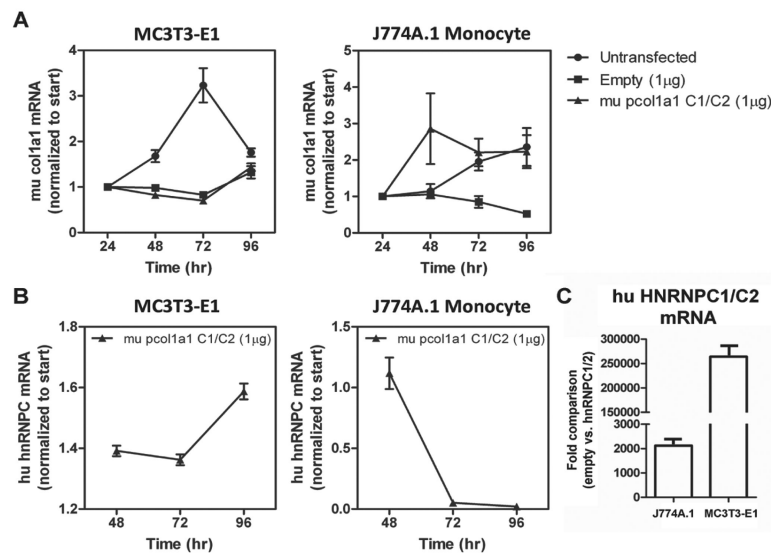 A
MC3T3-E1
mu col1a1 mRNA
(normalized to start)
4
3
2
1
0
24 48 72 96
Time (hr)
J774A.1 Monocyte
mu col1a1 mRNA
(normalized to start)
5
4
3
2
1
0
24 48 72 96
Time (hr)
Untransfected
Empty (1µg)
mu pcol1a1 C1/C2 (1µg)
B
MC3T3-E1
hu hnRNPC mRNA
(normalized to start)
1.8
1.6
1.4
1.2
mu pcol1a1 C1/C2 (1µg)
48 72 96
Time (hr)
J774A.1 Monocyte
hu hnRNPC mRNA
(normalized to start)
1.5
1.0
0.5
0.0
mu pcol1a1 C1/C2 (1µg)
48 72 96
Time (hr)
C
hu HNRNPC1/C2
mRNA
Fold comparison
(empty vs. hnRNPC1/2)
300000
250000
200000
150000
3000
2000
1000
0
J774A.1 MC3T3-E1